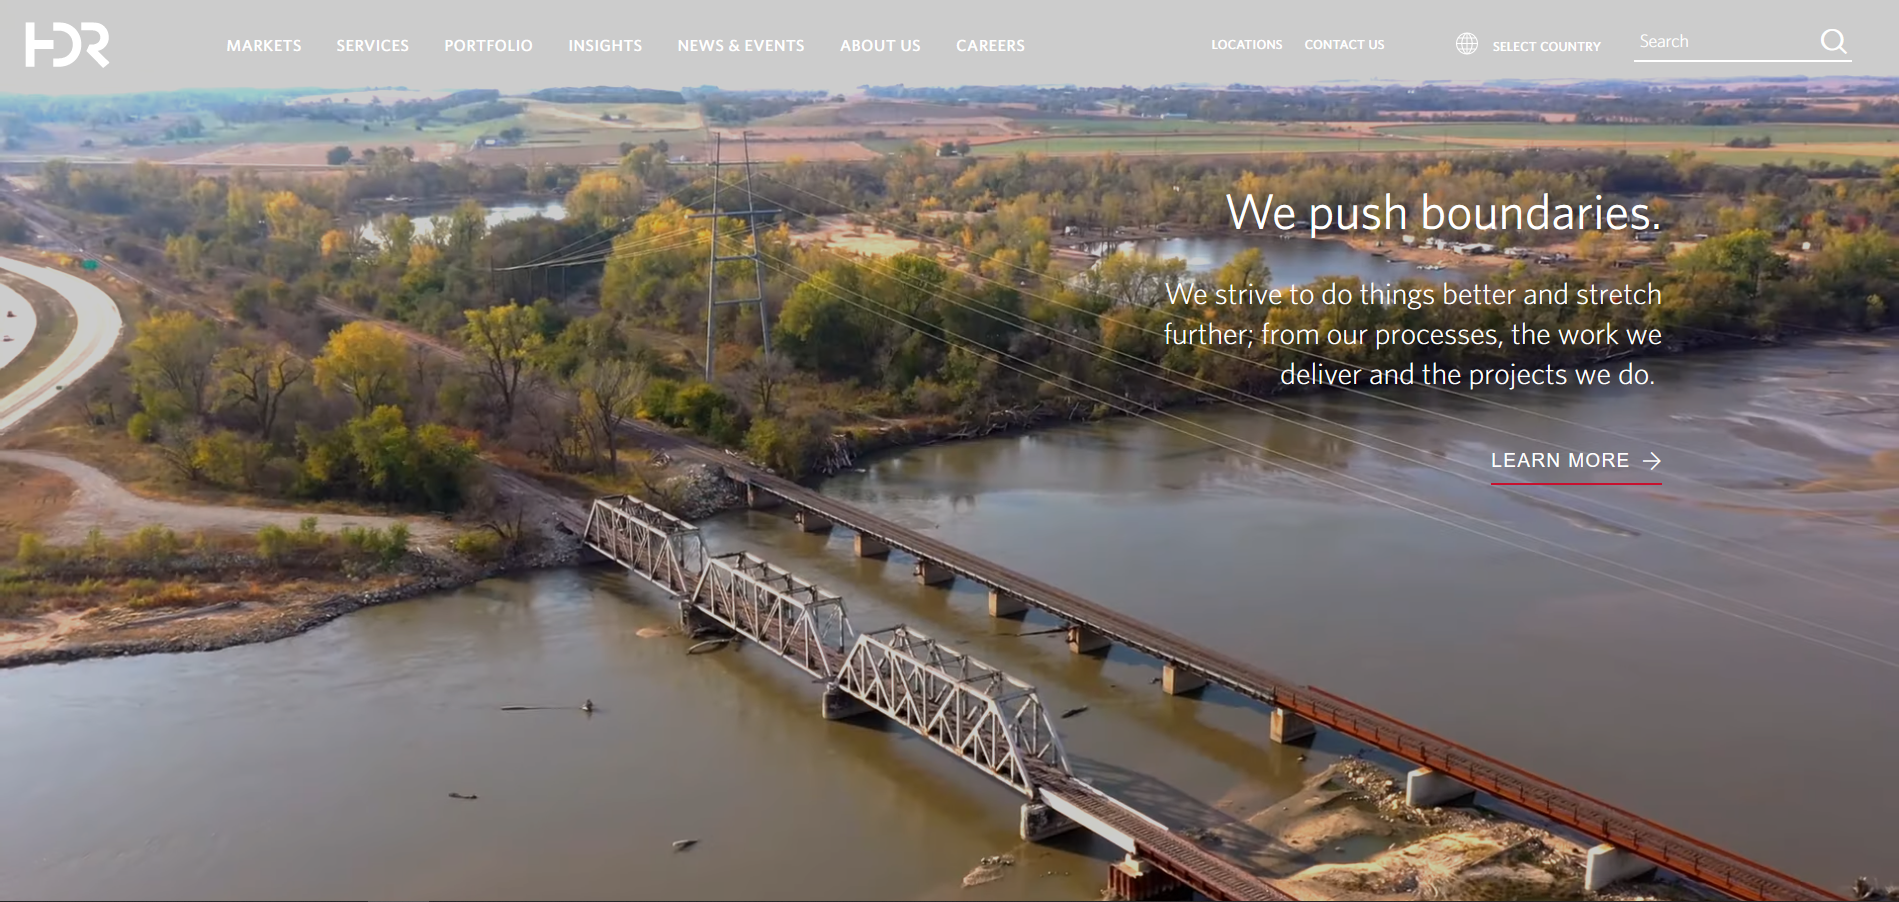 HDR
MARKETS SERVICES PORTFOLIO INSIGHTS NEWS & EVENTS ABOUT US CAREERS LOCATIONS CONTACT US SELECT COUNTRY Search
We push boundaries.
We strive to do things better and stretch
further; from our processes, the work we
deliver and the projects we do.
LEARN MORE